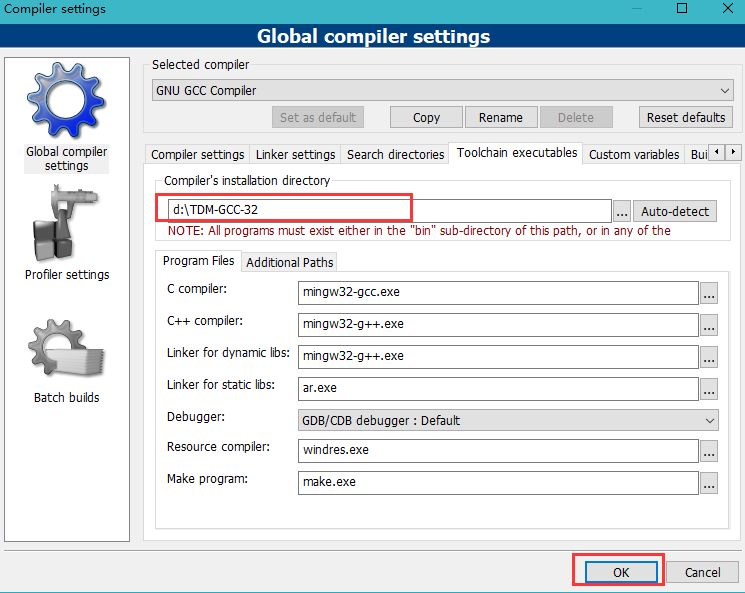 Compiler settings
Global compiler settings
Global compiler
settings
Profiler settings
Batch builds
Selected compiler
GNU GCC Compiler
Set as default
Copy
Rename
Delete
Reset defaults
Compiler settings
Linker settings
Search directories
Toolchain executables
Custom variables
Bui
Compiler's installation directory
d:\TDM-GCC-32
...
Auto-detect
NOTE: All programs must exist either in the "bin" sub-directory of this path, or in any of the
Program Files
Additional Paths
C compiler:
mingw32-gcc.exe
...
C++ compiler:
mingw32-g++.exe
...
Linker for dynamic libs:
mingw32-g++.exe
...
Linker for static libs:
ar.exe
...
Debugger:
GDB/CDB debugger : Default
Resource compiler:
windres.exe
...
Make program:
make.exe
...
OK
Cancel